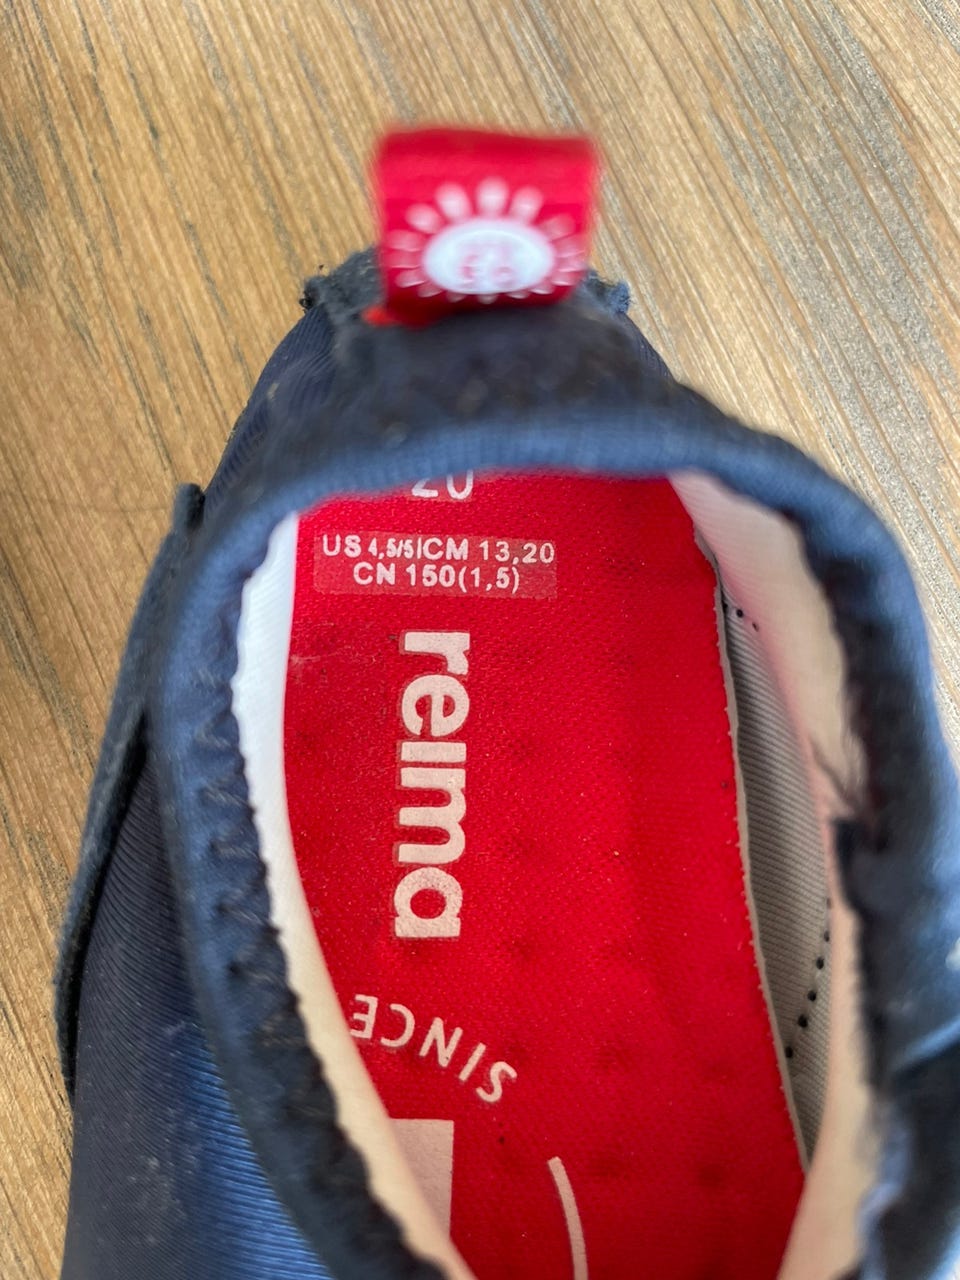 20
US 4,5/5|CM 13,20
CN 150(1,5)
reima
SINCE